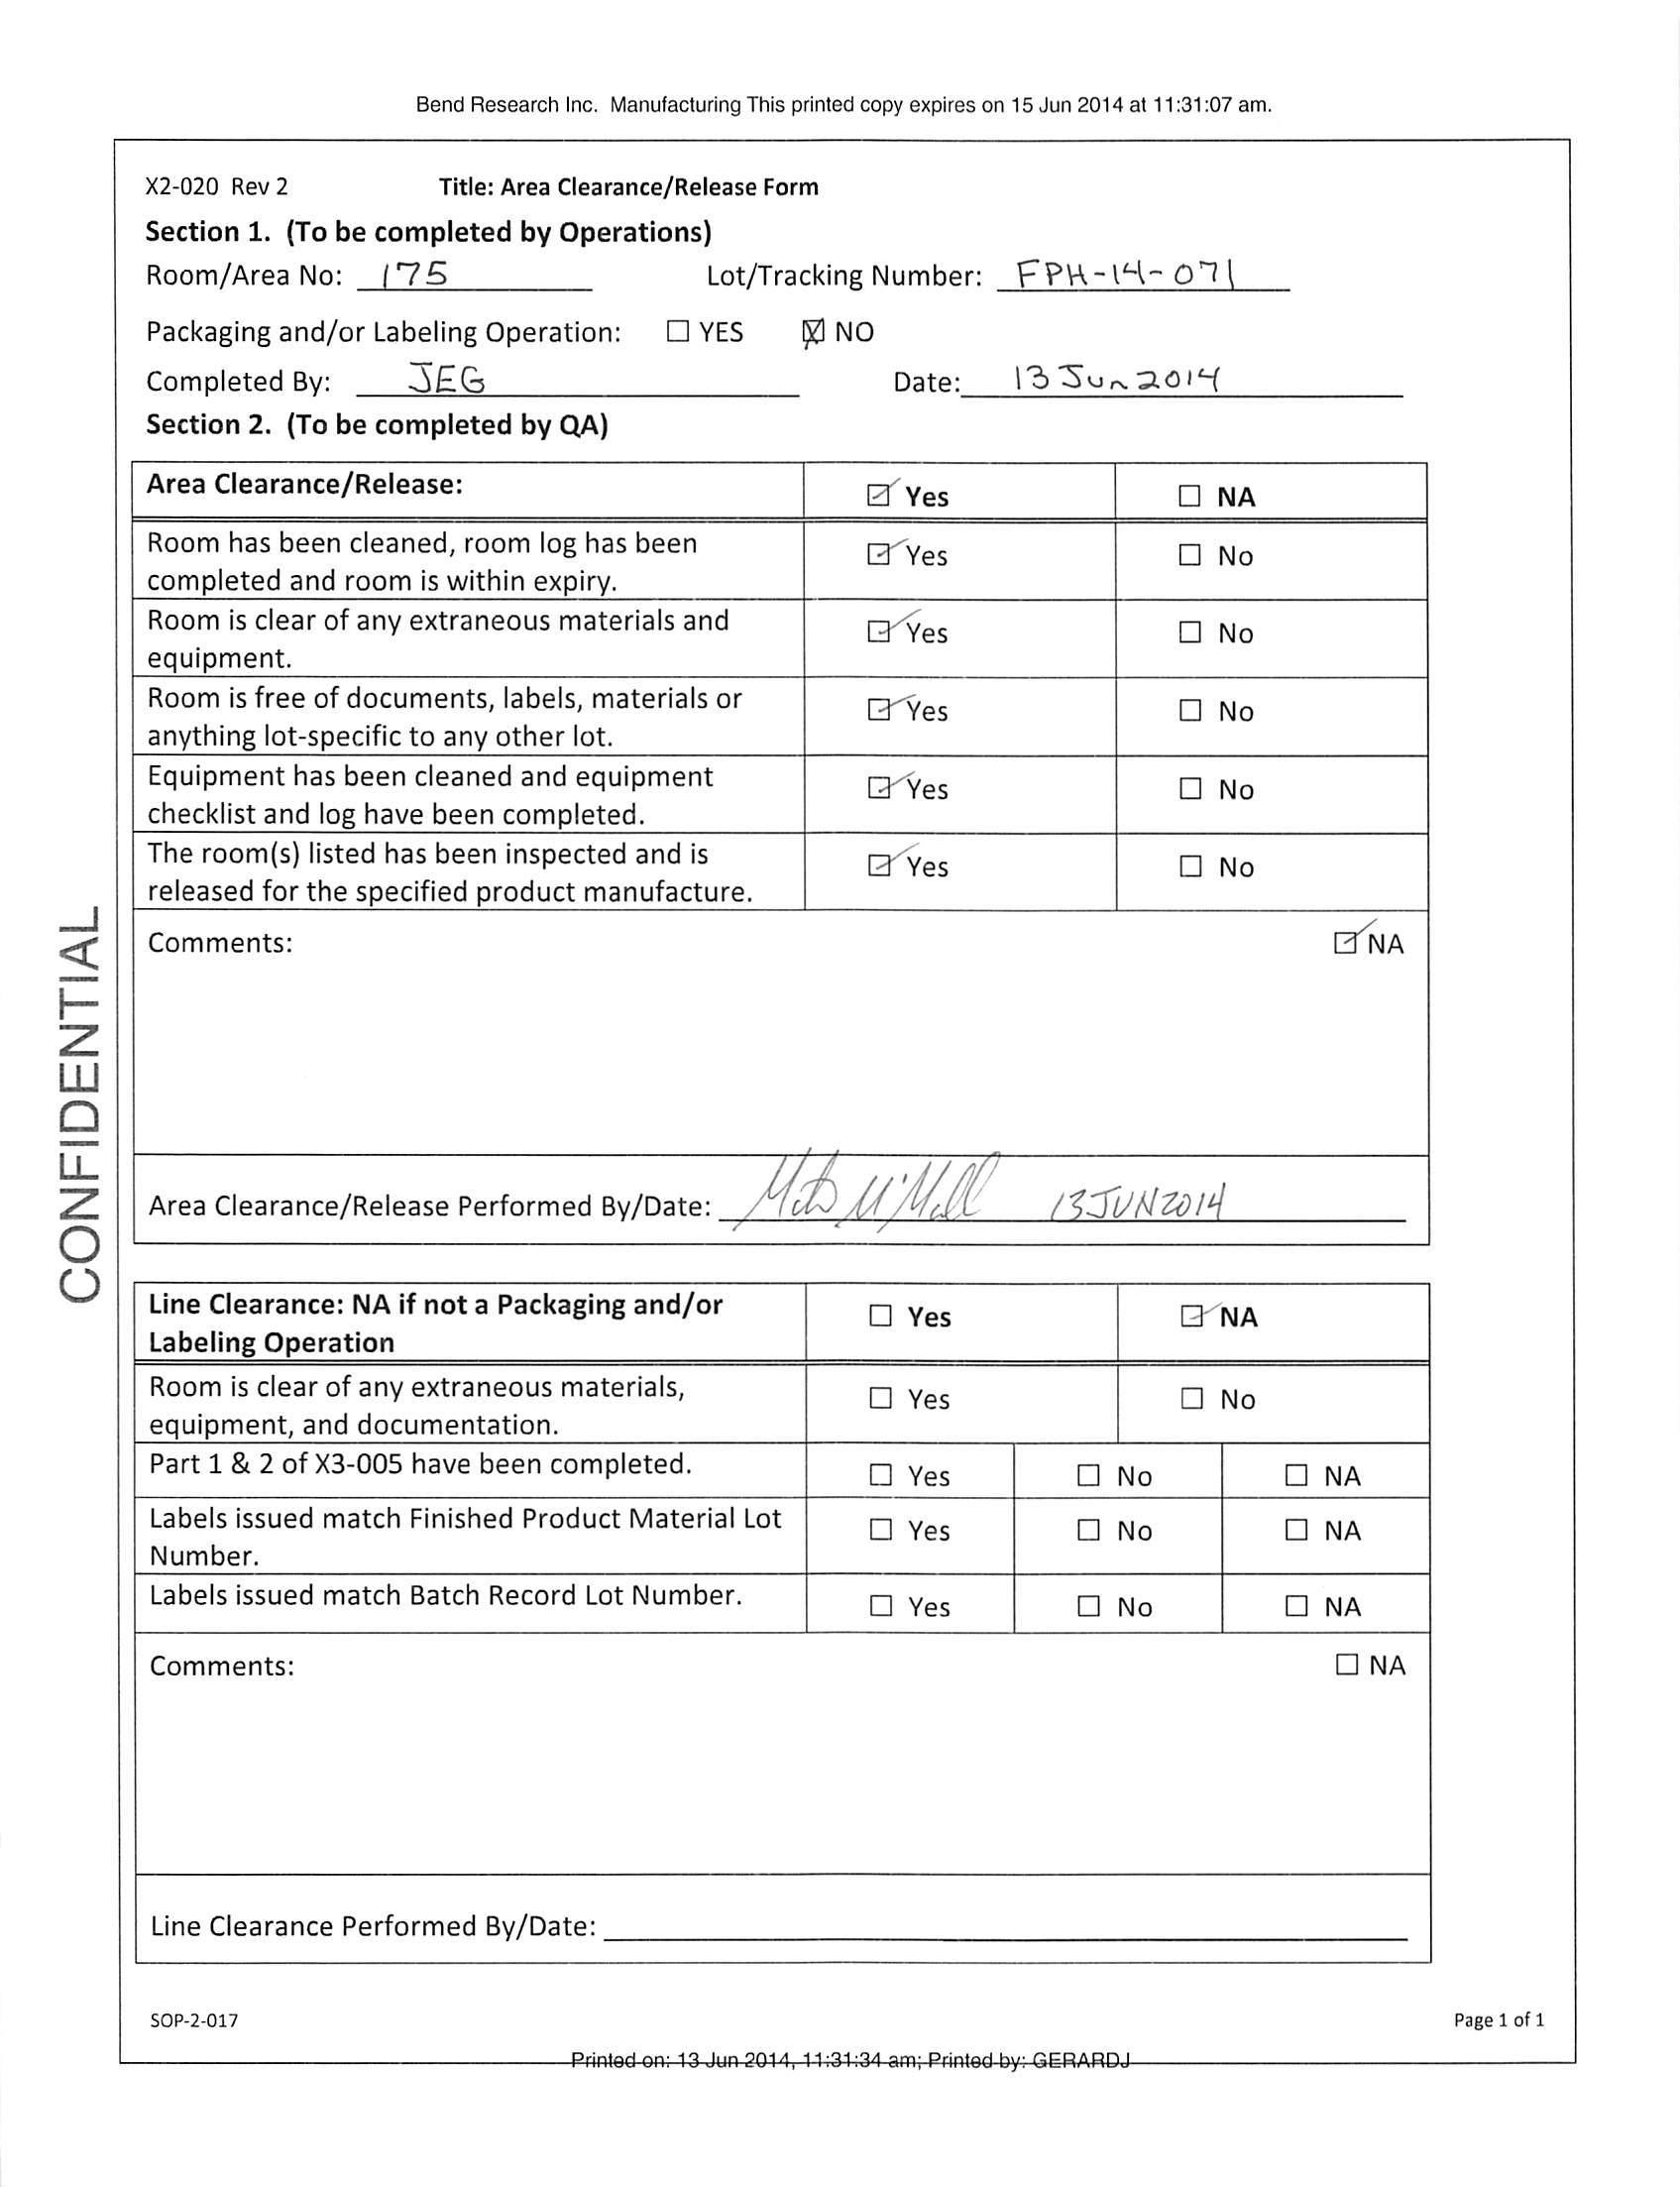 Bend Research Inc. Manufacturing This printed copy expires on 15 Jun 2014 at 11:31:07 am.
X2-020 Rev 2 Title: Area Clearance/Release Form
Section 1. (To be completed by Operations)
Room/Area No: 175 Lot/Tracking Number: FPH-14-071
Packaging and/or Labeling Operation: ☐ YES ☒ NO
Completed By: JEG Date: 13 Jun 2014
Section 2. (To be completed by QA)
Area Clearance/Release: ☑ Yes ☐ NA
Room has been cleaned, room log has been
completed and room is within expiry. ☑ Yes ☐ No
Room is clear of any extraneous materials and
equipment. ☑ Yes ☐ No
Room is free of documents, labels, materials or
anything lot-specific to any other lot. ☑ Yes ☐ No
Equipment has been cleaned and equipment
checklist and log have been completed. ☑ Yes ☐ No
The room(s) listed has been inspected and is
released for the specified product manufacture. ☑ Yes ☐ No
Comments: ☑ NA
Area Clearance/Release Performed By/Date: 13JUN2014
Line Clearance: NA if not a Packaging and/or
Labeling Operation ☐ Yes ☑ NA
Room is clear of any extraneous materials,
equipment, and documentation. ☐ Yes ☐ No
Part 1 & 2 of X3-005 have been completed. ☐ Yes ☐ No ☐ NA
Labels issued match Finished Product Material Lot
Number. ☐ Yes ☐ No ☐ NA
Labels issued match Batch Record Lot Number. ☐ Yes ☐ No ☐ NA
Comments: ☐ NA
Line Clearance Performed By/Date:
SOP-2-017 Page 1 of 1
Printed on: 13 Jun 2014, 11:31:34 am; Printed by: GERARDJ
CONFIDENTIAL